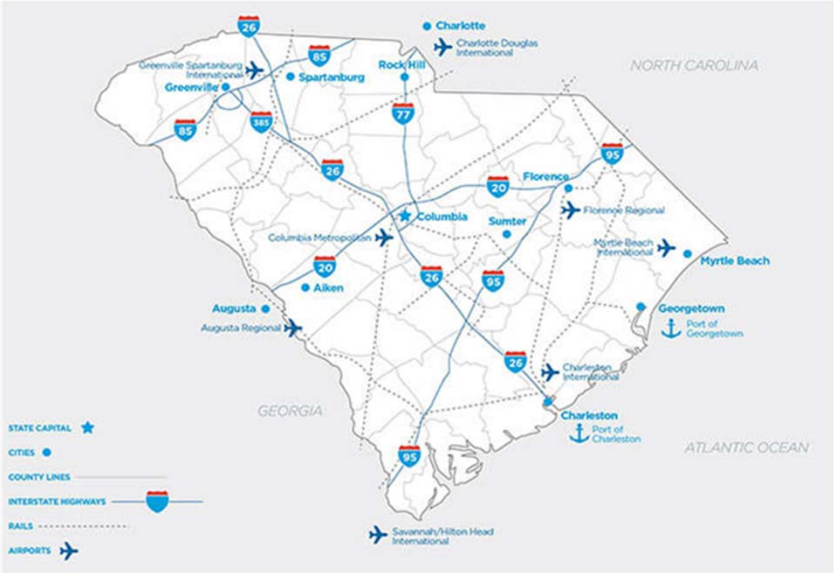 26
Charlotte
Charlotte Douglas
International
85
NORTH CAROLINA
Greenville Spartanburg
International
Rock Hill
Spartanburg
Greenville
77
385
85
95
26
Florence
20
Columbia
Sumter
Florence Regional
Columbia Metropolitan
Myrtle Beach
International
Myrtle Beach
20
26
95
Aiken
Augusta
Georgetown
Augusta Regional
Port of
Georgetown
26
Charleston
International
GEORGIA
Charleston
Port of
Charleston
STATE CAPITAL
ATLANTIC OCEAN
CITIES
95
COUNTY LINES
INTERSTATE HIGHWAYS
RAILS
Savannah/Hilton Head
International
AIRPORTS